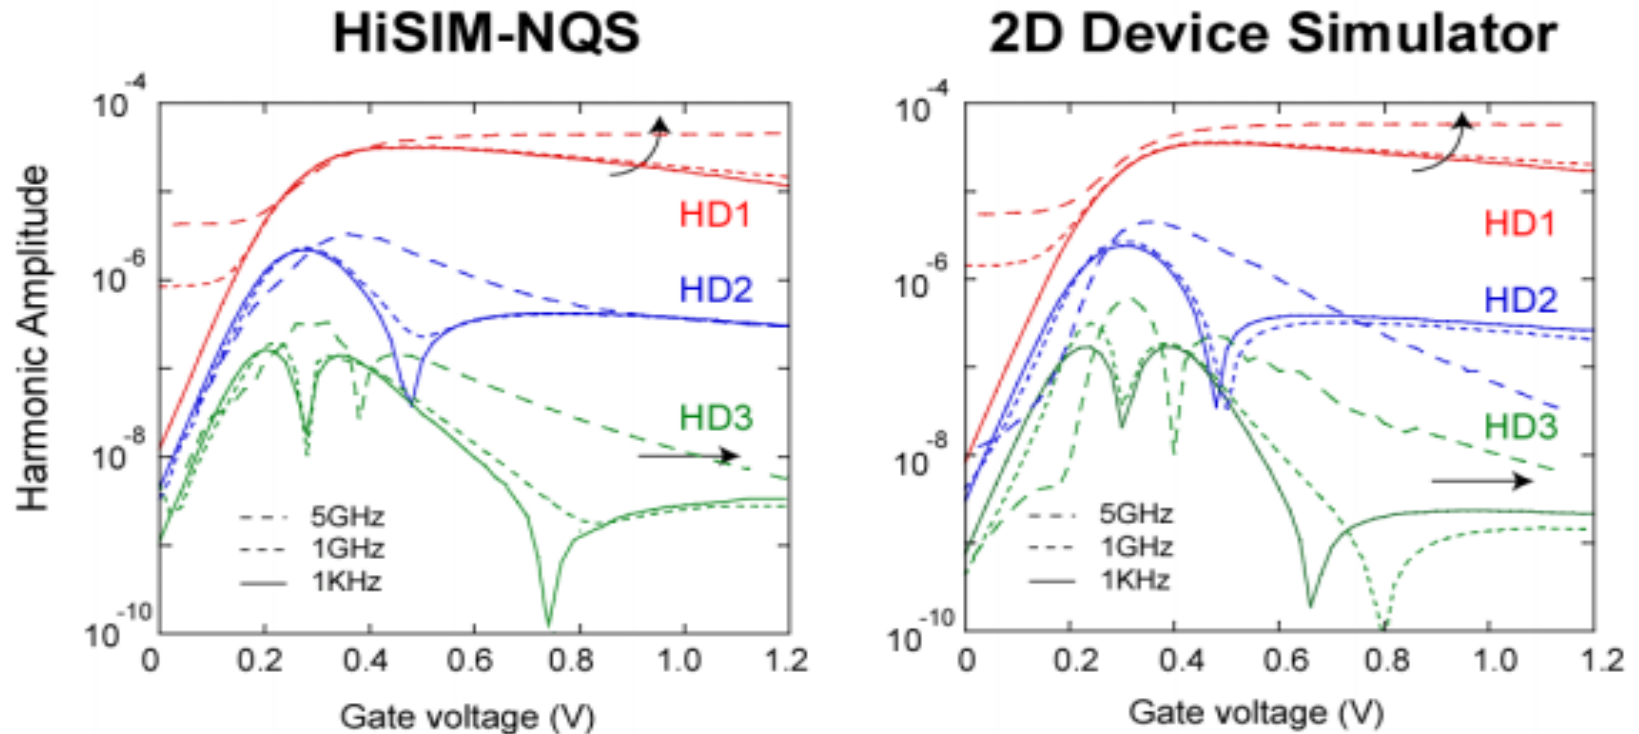 HiSIM-NQS
2D Device Simulator
Harmonic Amplitude
10^-4
10^-6
10^-8
10^-10
HD1
HD2
HD3
5GHz
1GHz
1KHz
0 0.2 0.4 0.6 0.8 1.0 1.2
Gate voltage (V)
10^-4
10^-6
10^-8
10^-10
HD1
HD2
HD3
5GHz
1GHz
1KHz
0 0.2 0.4 0.6 0.8 1.0 1.2
Gate voltage (V)